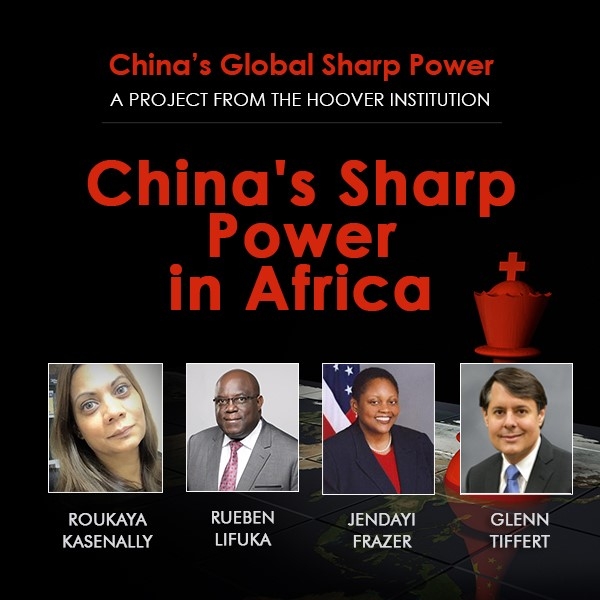 China’s Global Sharp Power
A PROJECT FROM THE HOOVER INSTITUTION
China's Sharp
Power
in Africa
ROUKAYA
KASENALLY
RUEBEN
LIFUKA
JENDAYI
FRAZER
GLENN
TIFFERT